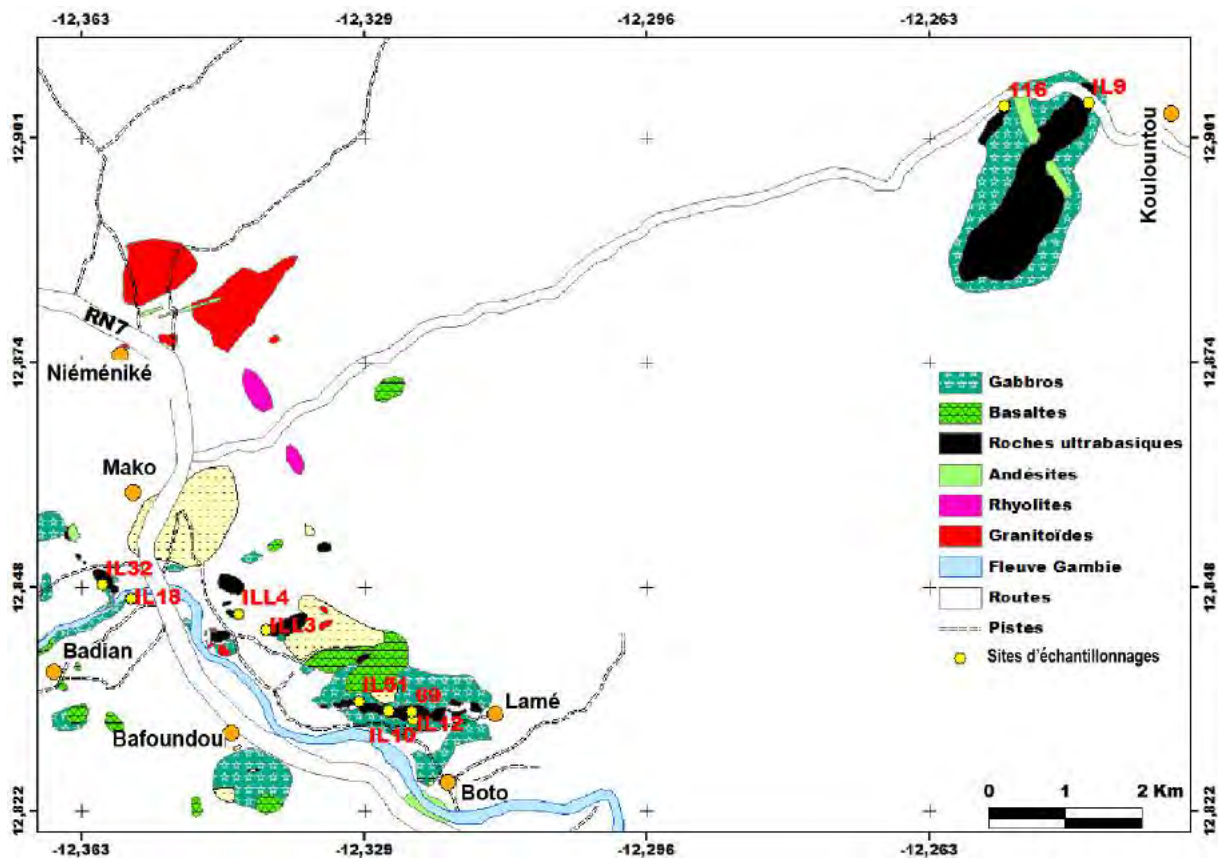 -12,363 -12,329 -12,296 -12,263
116 IL9
12,901 12,901
Koulountou
RN7
12,874 12,874
Niéméniké
Gabbros
Basaltes
Mako
Roches ultrabasiques
Andésites
Rhyolites
Granitoïdes
IL32
12,848 Fleuve Gambie 12,848
IL18 ILL4 Routes
ILL3 Pistes
Badian Sites d'échantillonnages
IL51 69 Lamé
IL12
Bafoundou IL10
Boto 0 1 2 Km
12,822 12,822
-12,363 -12,329 -12,296 -12,263